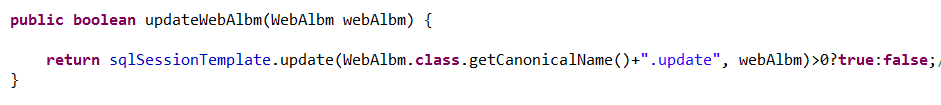 public boolean updateWebAlbm(WebAlbm webAlbm) {
return sqlSessionTemplate.update(WebAlbm.class.getCanonicalName()+".update", webAlbm)>0?true:false;/
}